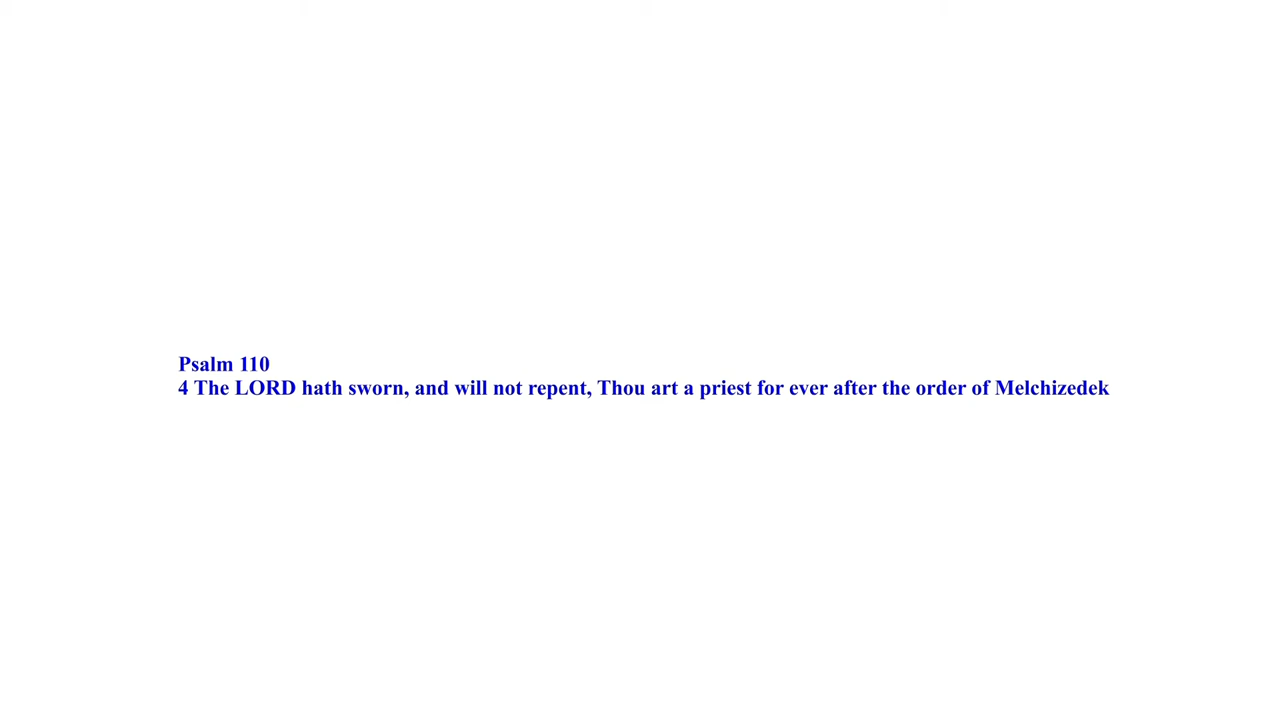 Psalm 110
4 The LORD hath sworn, and will not repent, Thou art a priest for ever after the order of Melchizedek